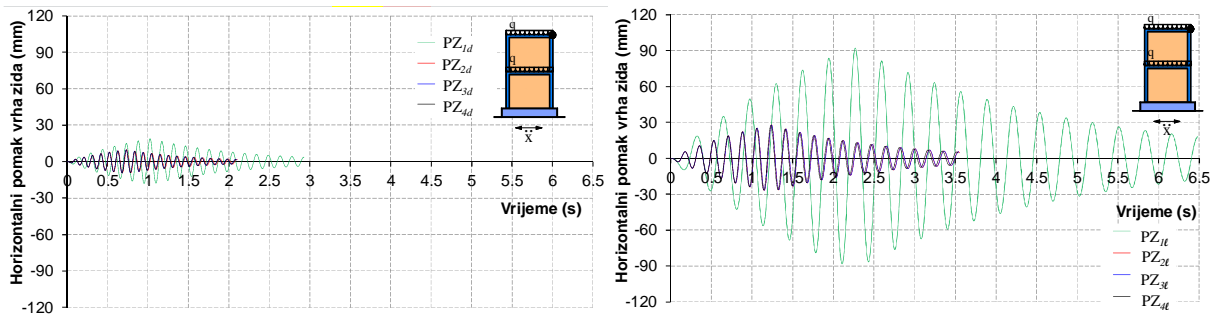 Horizontalni pomak vrha zida (mm)
120
90
60
30
0
-30
-60
-90
-120
0 0.5 1 1.5 2 2.5 3 3.5 4 4.5 5 5.5 6 6.5
Vrijeme (s)
PZ1d
PZ2d
PZ3d
PZ4d
q
q
ẍ
Horizontalni pomak vrha zida (mm)
120
90
60
30
0
-30
-60
-90
-120
0 0.5 1 1.5 2 2.5 3 3.5 4 4.5 5 5.5 6 6.5
q
q
ẍ
Vrijeme (s)
PZ1ℓ
PZ2ℓ
PZ3ℓ
PZ4ℓ